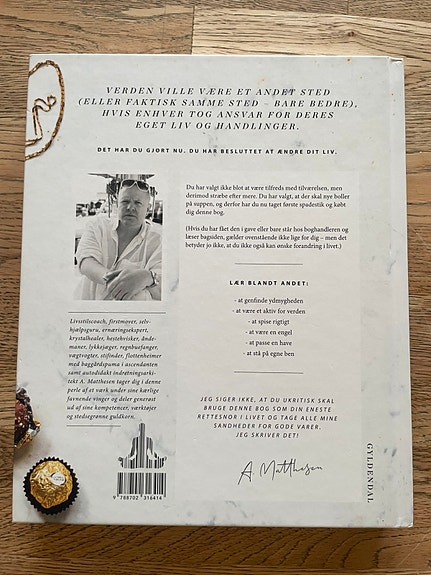 VERDEN VILLE VÆRE ET ANDET STED
(ELLER FAKTISK SAMME STED – BARE BEDRE),
HVIS ENHVER TOG ANSVAR FOR DERES
EGET LIV OG HANDLINGER.
DET HAR DU GJORT NU. DU HAR BESLUTTET AT ÆNDRE DIT LIV.
Du har valgt ikke blot at være tilfreds med tilværelsen, men
derimod stræbe efter mere. Du har valgt, at der skal nye boller
på suppen, og derfor har du nu taget første spadestik og købt
dig denne bog.
(Hvis du har fået den i gave eller bare står hos boghandleren og
læser bagsiden, gælder ovenstående ikke lige for dig – men det
betyder jo ikke, at du ikke også kan ønske forandring i livet.)
LÆR BLANDT ANDET:
- at genfinde ydmygheden
- at være et aktiv for verden
- at spise rigtigt
- at være en engel
- at passe en have
- at stå på egne ben
Livsstilscoach, firstmover, selv-
hjælpsguru, ernæringsekspert,
krystalhealer, hestehvisker, ånde-
maner, lykkejæger, regnbuefanger,
vægtvogter, stifinder, flottenheimer
med baggårdspuma i ascendanten
samt autodidakt indretningsarki-
tekt A. Matthesen tager dig i denne
perle af et værk under sine kærlige
favnende vinger og deler generøst
ud af sine kompetencer, værktøjer
og stedsegrønne guldkorn.
JEG SIGER IKKE, AT DU UKRITISK SKAL
BRUGE DENNE BOG SOM DIN ENESTE
RETTESNOR I LIVET OG TAGE ALLE MINE
SANDHEDER FOR GODE VARER.
JEG SKRIVER DET!
A. Matthesen
GYLDENDAL
9 788702 316414